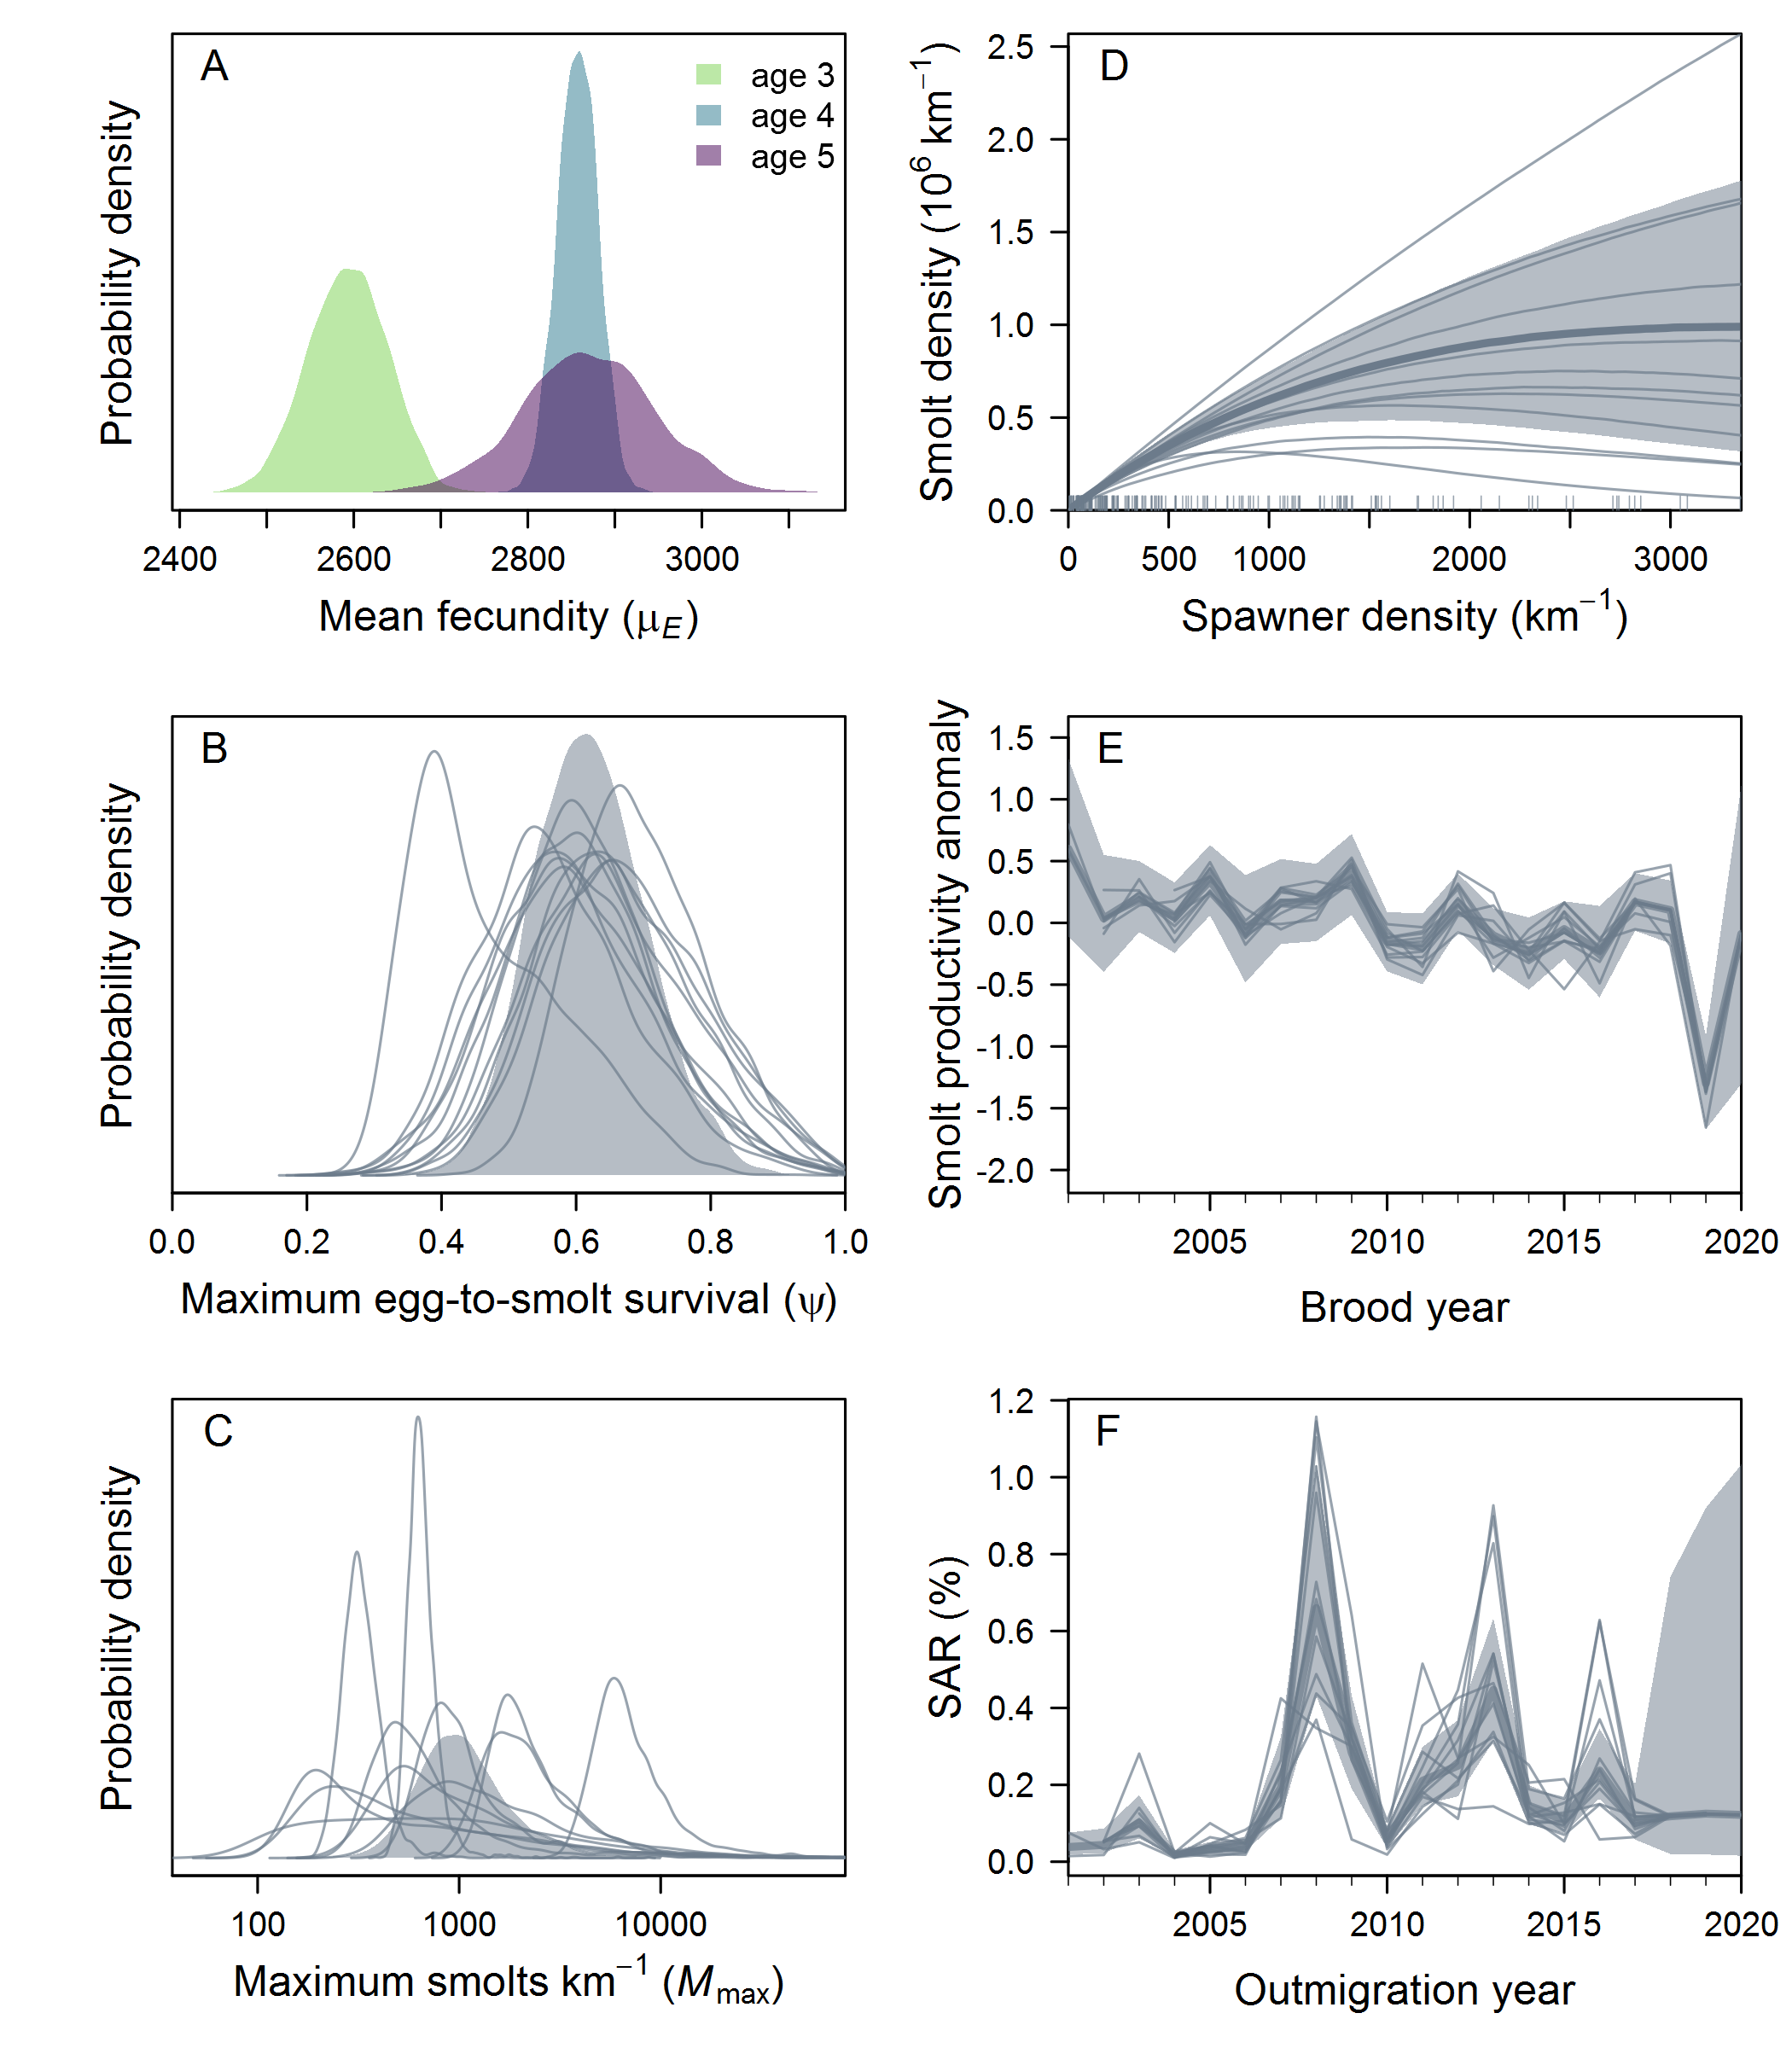 A
age 3
age 4
age 5
Probability density
2400 2600 2800 3000
Mean fecundity (μE)
D
Smolt density (10⁶ km⁻¹)
2.5
2.0
1.5
1.0
0.5
0.0
0 500 1000 2000 3000
Spawner density (km⁻¹)
B
Probability density
0.0 0.2 0.4 0.6 0.8 1.0
Maximum egg-to-smolt survival (ψ)
E
Smolt productivity anomaly
1.5
1.0
0.5
0.0
-0.5
-1.0
-1.5
-2.0
2005 2010 2015 2020
Brood year
C
Probability density
100 1000 10000
Maximum smolts km⁻¹ (Mmax)
F
SAR (%)
1.2
1.0
0.8
0.6
0.4
0.2
0.0
2005 2010 2015 2020
Outmigration year